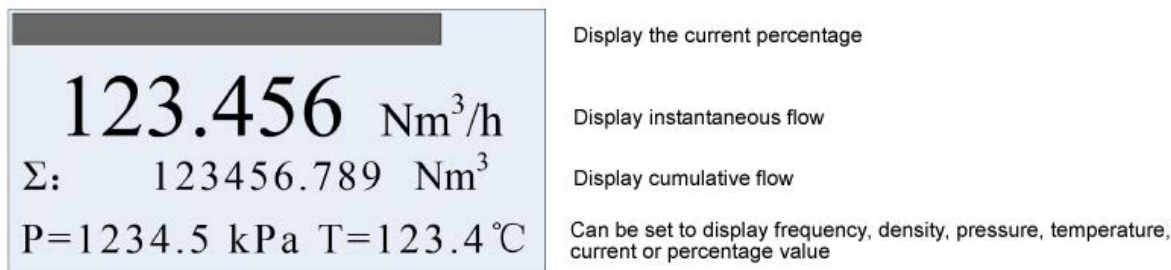 Display the current percentage
123.456 Nm³/h
Display instantaneous flow
Σ: 123456.789 Nm³
Display cumulative flow
P=1234.5 kPa T=123.4℃
Can be set to display frequency, density, pressure, temperature,
current or percentage value